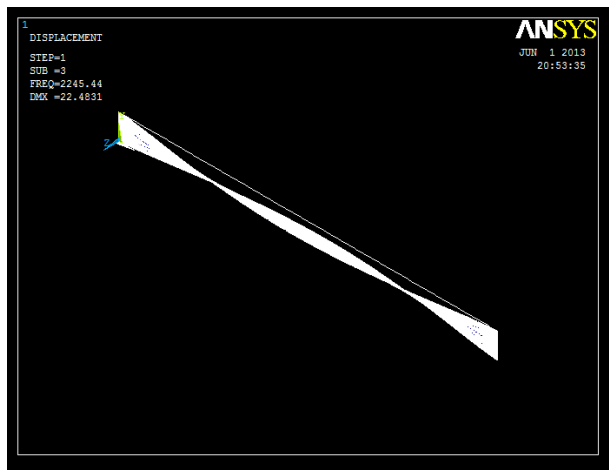 1
DISPLACEMENT
STEP=1
SUB =3
FREQ=2245.44
DMX =22.4831
ANSYS
JUN  1 2013
20:53:35
Z